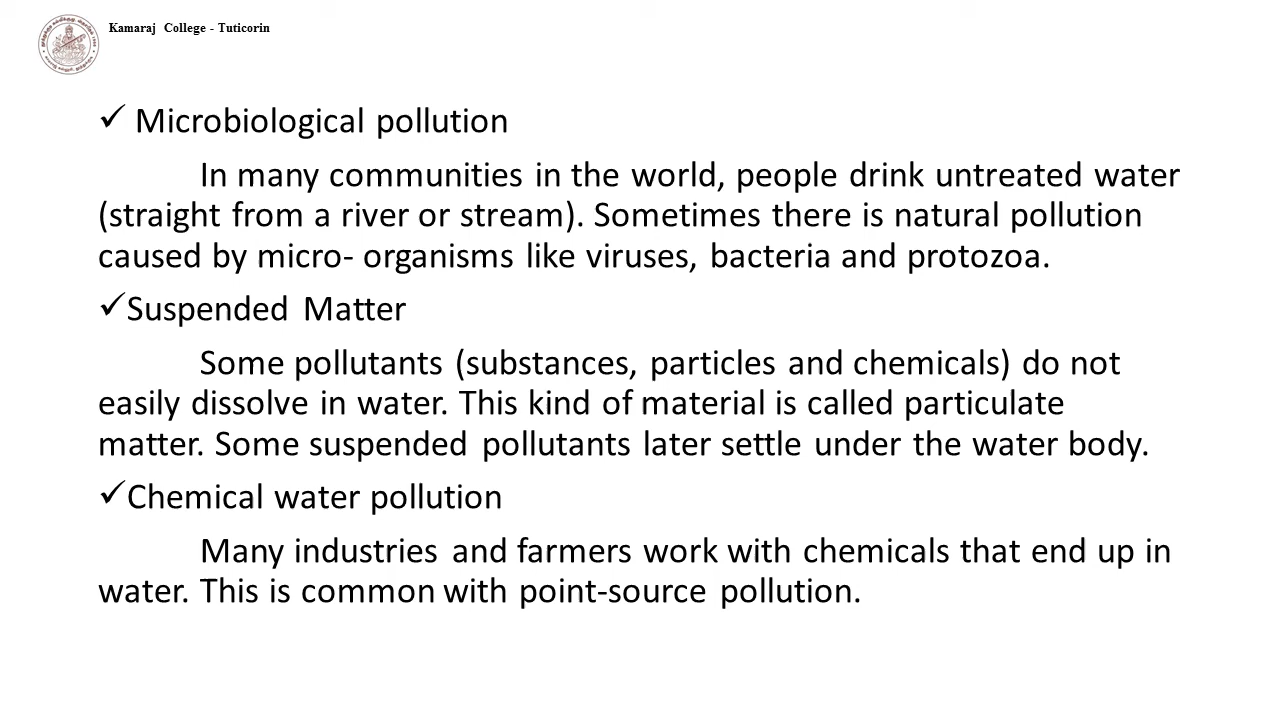 Kamaraj College - Tuticorin
✓ Microbiological pollution
In many communities in the world, people drink untreated water
(straight from a river or stream). Sometimes there is natural pollution
caused by micro- organisms like viruses, bacteria and protozoa.
✓Suspended Matter
Some pollutants (substances, particles and chemicals) do not
easily dissolve in water. This kind of material is called particulate
matter. Some suspended pollutants later settle under the water body.
✓Chemical water pollution
Many industries and farmers work with chemicals that end up in
water. This is common with point-source pollution.